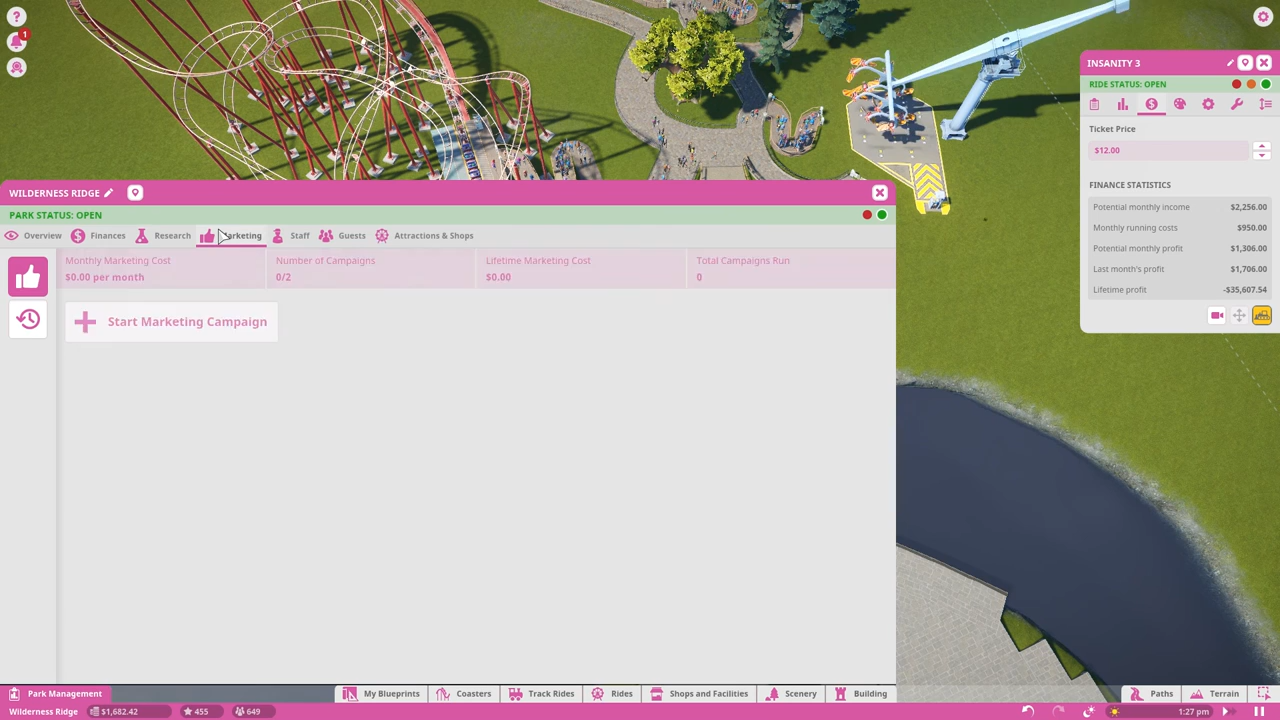 ?
1
INSANITY 3
RIDE STATUS: OPEN
Ticket Price
$12.00
FINANCE STATISTICS
Potential monthly income $2,256.00
Monthly running costs $950.00
Potential monthly profit $1,306.00
Last month's profit $1,706.00
Lifetime profit -$35,607.54
WILDERNESS RIDGE
PARK STATUS: OPEN
Overview Finances Research Marketing Staff Guests Attractions & Shops
Monthly Marketing Cost Number of Campaigns Lifetime Marketing Cost Total Campaigns Run
$0.00 per month 0/2 $0.00 0
Start Marketing Campaign
Park Management My Blueprints Coasters Track Rides Rides Shops and Facilities Scenery Building Paths Terrain
Wilderness Ridge $1,682.42 455 649 1:27 pm